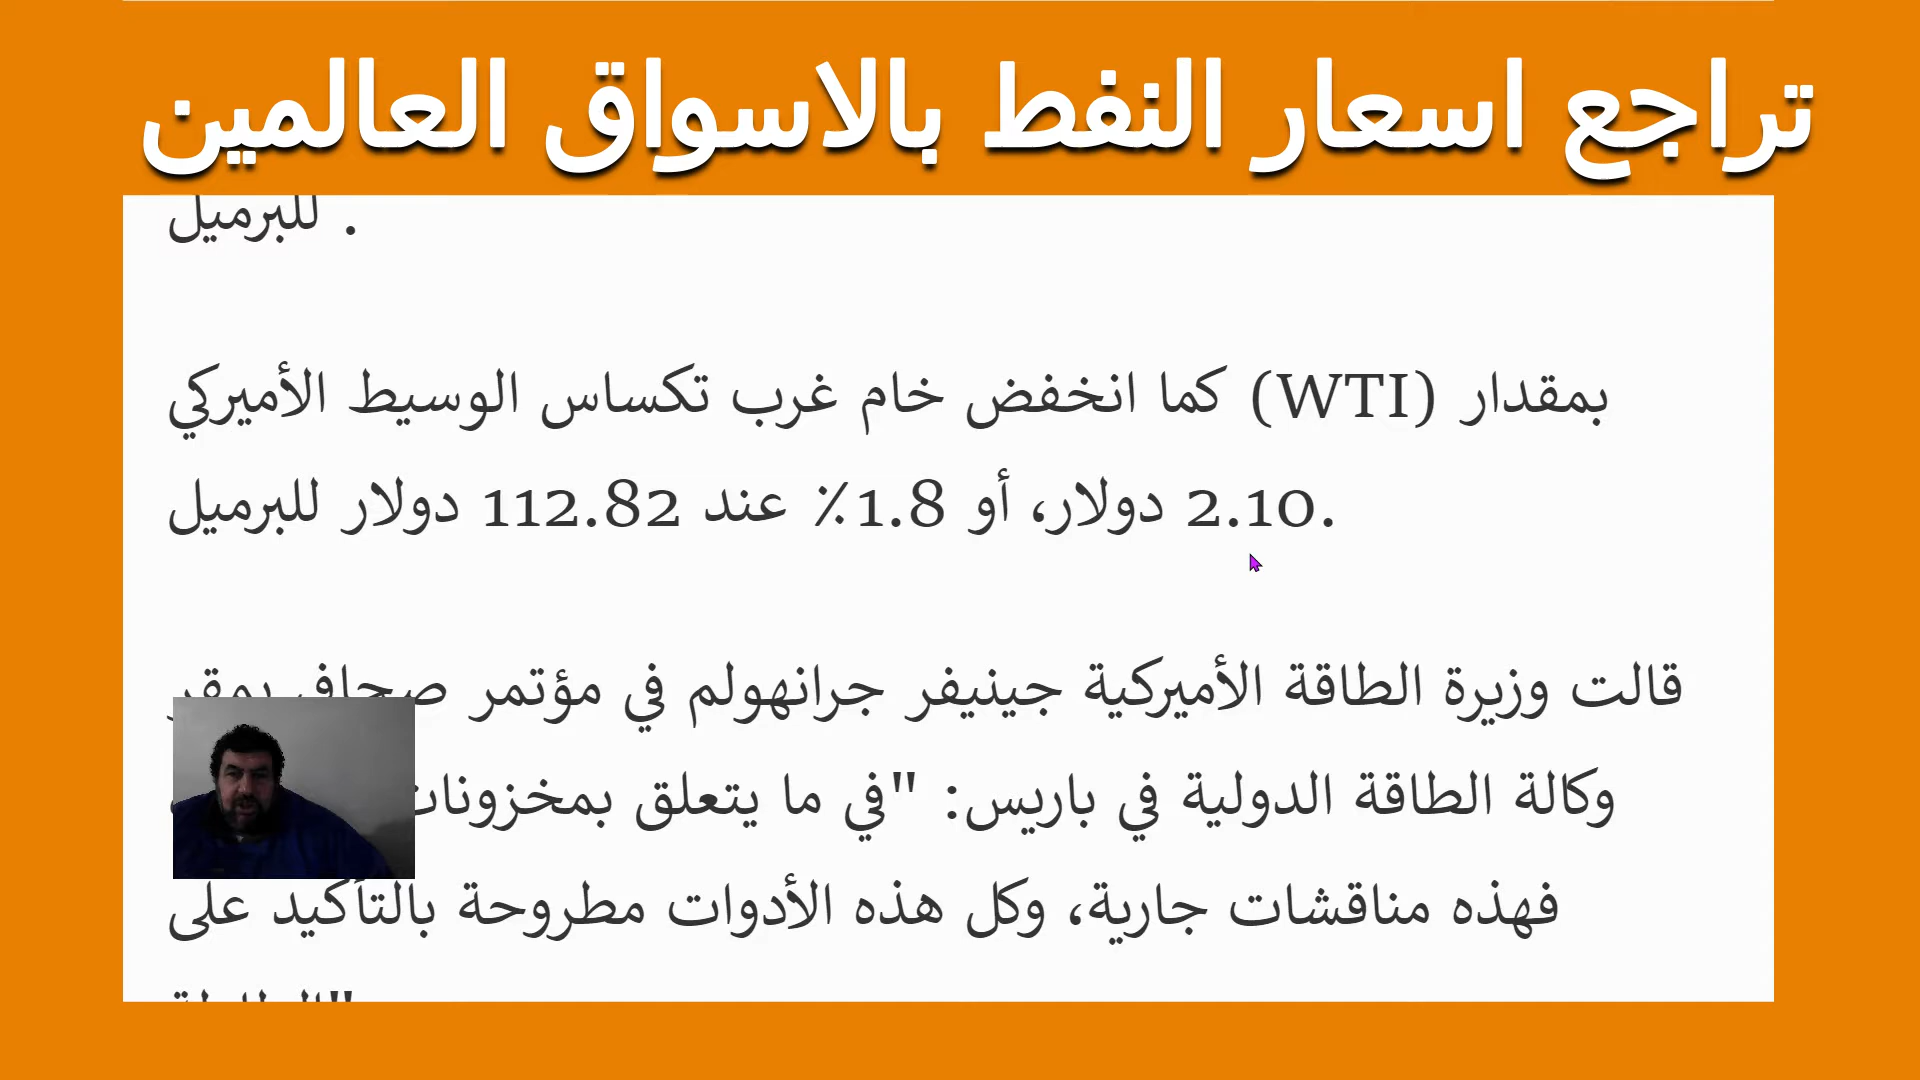 تراجع اسعار النفط بالاسواق العالمين
للبرميل .
كما انخفض خام غرب تكساس الوسيط الأميركي (WTI) بمقدار
2.10 دولار، أو 1.8٪ عند 112.82 دولار للبرميل.
قالت وزيرة الطاقة الأميركية جينيفر جرانهولم في مؤتمر صحافي بمقر
وكالة الطاقة الدولية في باريس: "في ما يتعلق بمخزونات
فهذه مناقشات جارية، وكل هذه الأدوات مطروحة بالتأكيد على